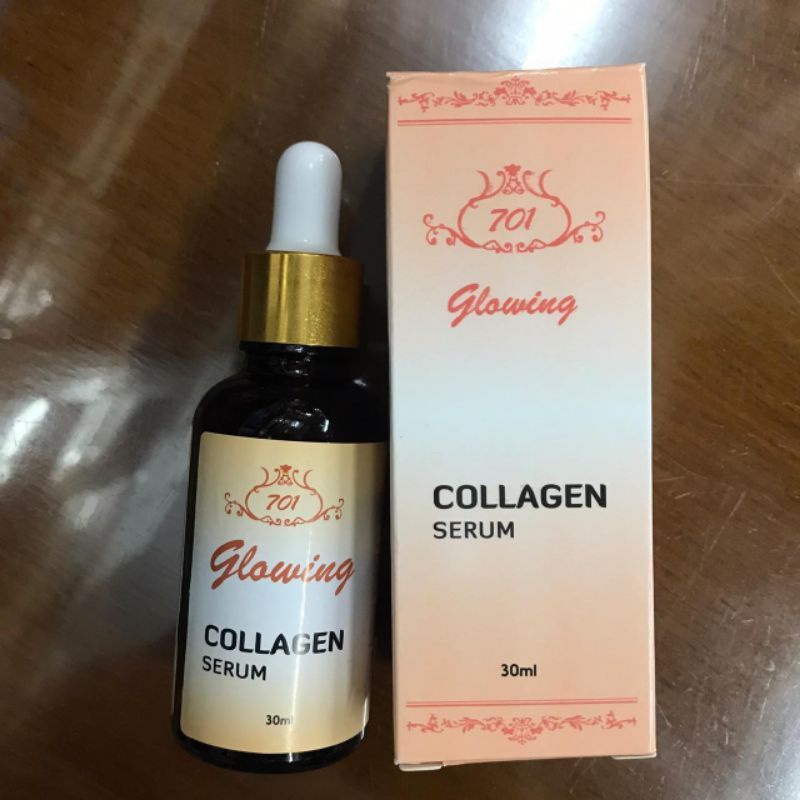 701
Glowing
COLLAGEN
SERUM
30ml
701
Glowing
COLLAGEN
SERUM
30ml